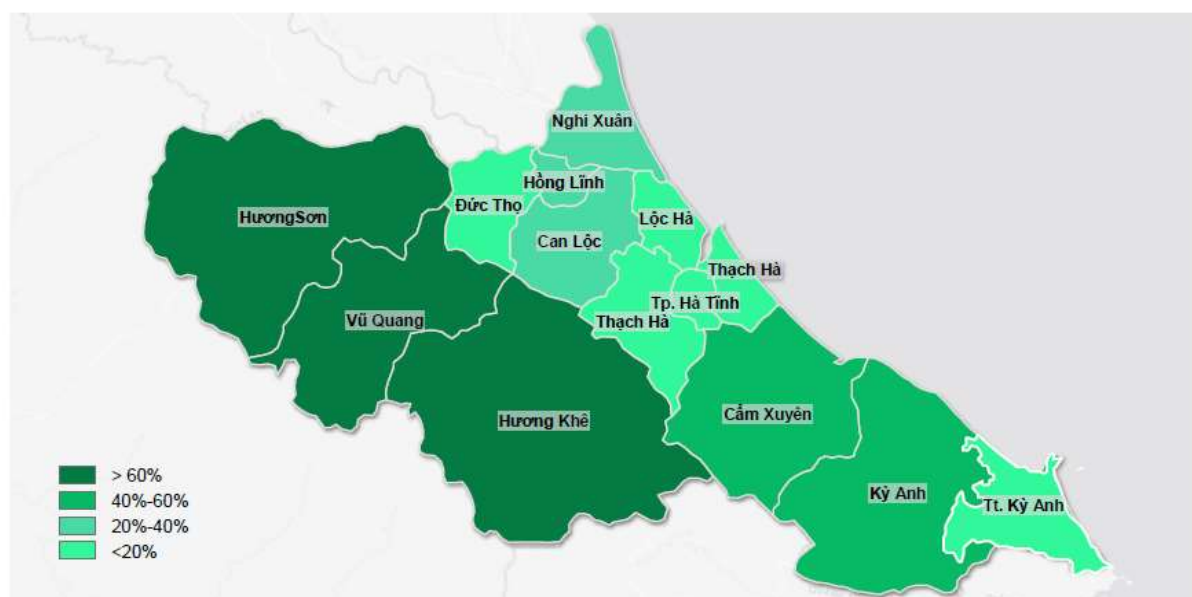 Nghi Xuân
Hồng Lĩnh
Đức Thọ
Lộc Hà
HươngSơn
Can Lộc
Thạch Hà
Tp. Hà Tĩnh
Vũ Quang
Thạch Hà
Cẩm Xuyên
Hương Khê
Kỳ Anh
Tt. Kỳ Anh
> 60%
40%-60%
20%-40%
<20%